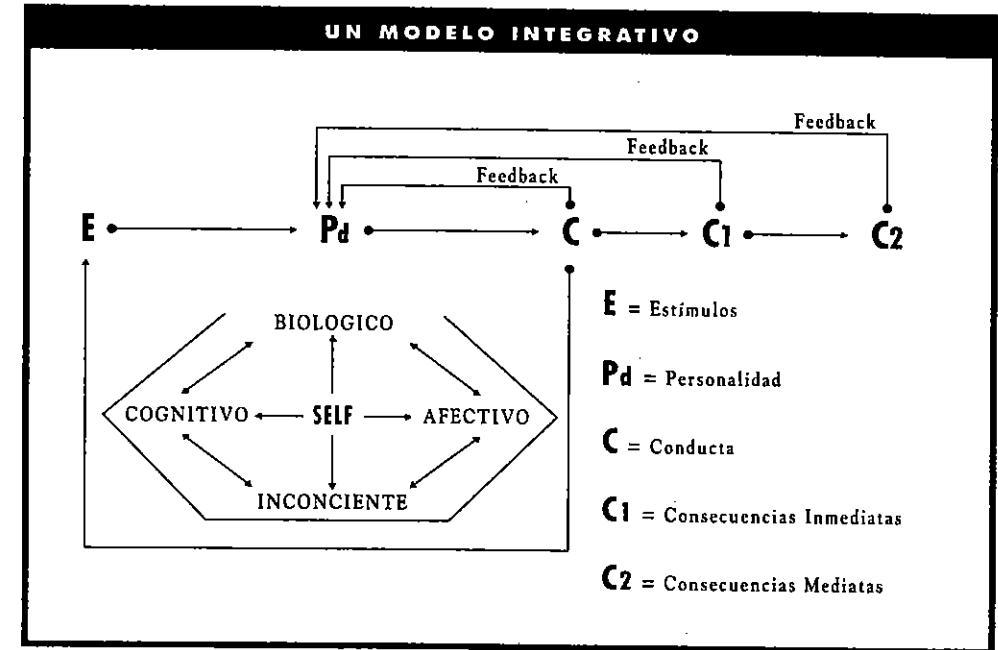 UN MODELO INTEGRATIVO
Feedback
Feedback
Feedback
E Pd C C1 C2
E = Estímulos
BIOLOGICO
Pd = Personalidad
COGNITIVO SELF AFECTIVO
C = Conducta
INCONCIENTE
C1 = Consecuencias Inmediatas
C2 = Consecuencias Mediatas